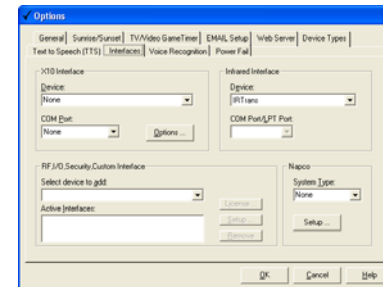 Options
General Sunrise/Sunset TV/Video GameTimer EMAIL Setup Web Server Device Types
Text to Speech (TTS) Interfaces Voice Recognition Power Fail
X10 Interface
Device:
None
COM Port:
None Options ...
Infrared Interface
Device:
IRTrans
COM Port/LPT Port:
RF,I/O,Security,Custom Interface
Select device to add:
Active Interfaces:
License ...
Setup ...
Remove
Napco
System Type:
None
Setup ...
OK Cancel Help